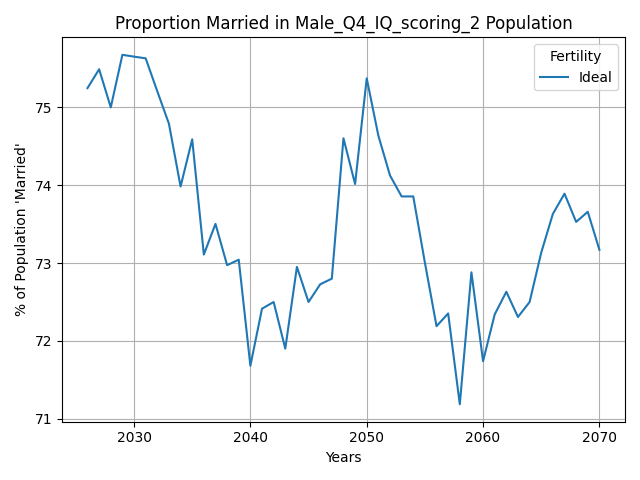 Proportion Married in Male_Q4_IQ_scoring_2 Population
Fertility
Ideal
% of Population 'Married'
75
74
73
72
71
2030 2040 2050 2060 2070
Years